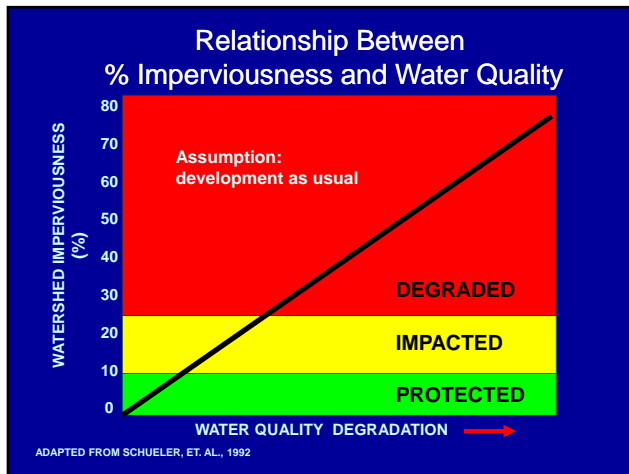 Relationship Between
% Imperviousness and Water Quality
WATERSHED IMPERVIOUSNESS
(%)
80
70
60
50
40
30
20
10
0
Assumption:
development as usual
DEGRADED
IMPACTED
PROTECTED
WATER QUALITY DEGRADATION
ADAPTED FROM SCHUELER, ET. AL., 1992